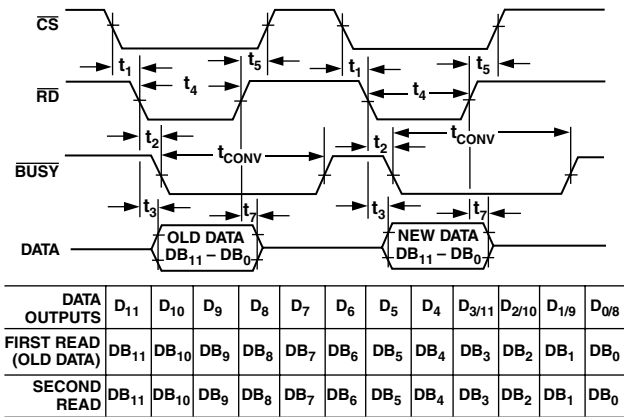 CS
t1 t5 t1 t5
RD
t4 t4
t2 tCONV t2 tCONV
BUSY
t3 t7 t3 t7
DATA
OLD DATA
DB11 – DB0
NEW DATA
DB11 – DB0
DATA OUTPUTS D11 D10 D9 D8 D7 D6 D5 D4 D3/11 D2/10 D1/9 D0/8
FIRST READ (OLD DATA) DB11 DB10 DB9 DB8 DB7 DB6 DB5 DB4 DB3 DB2 DB1 DB0
SECOND READ DB11 DB10 DB9 DB8 DB7 DB6 DB5 DB4 DB3 DB2 DB1 DB0